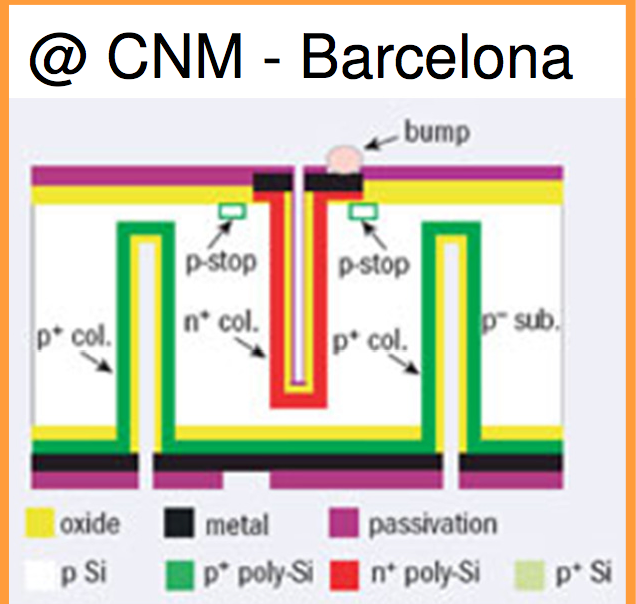 @ CNM - Barcelona
bump
p-stop p-stop
n⁺ col. p⁻ sub.
p⁺ col. p⁺ col.
oxide metal passivation
p Si p⁺ poly-Si n⁺ poly-Si p⁺ Si